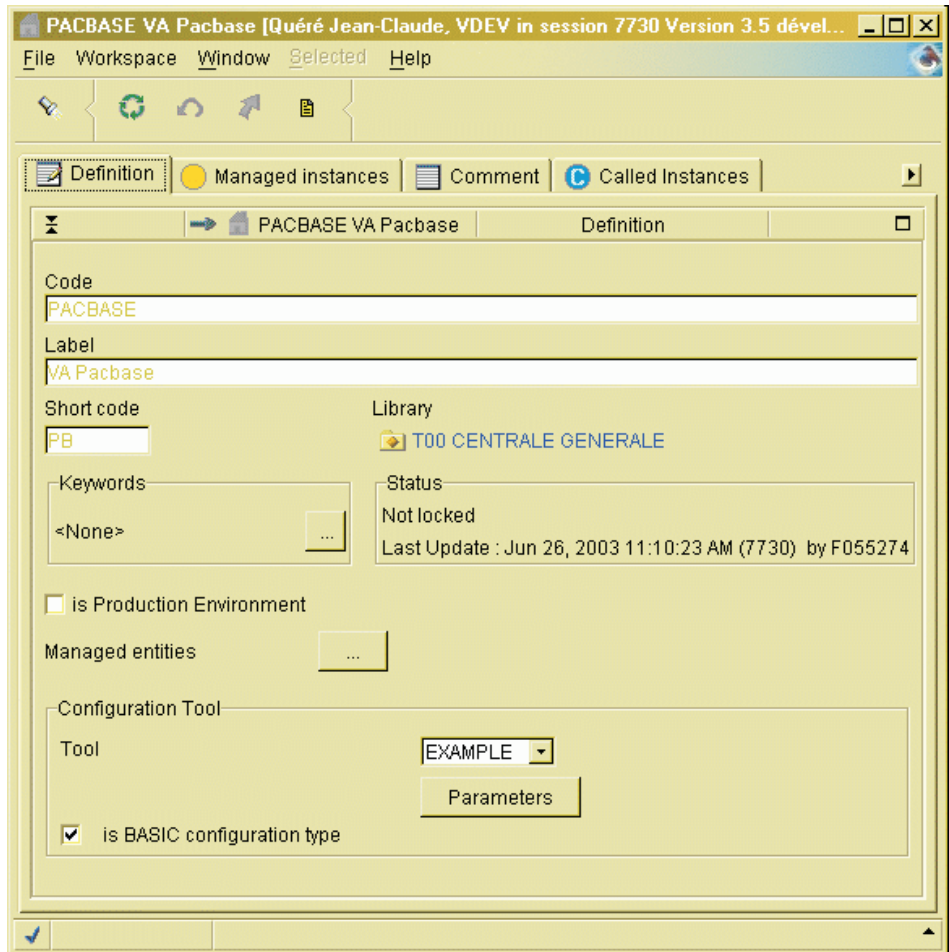 PACBASE VA Pacbase [Quéré Jean-Claude, VDEV in session 7730 Version 3.5 dével...
File Workspace Window Selected Help
Definition Managed instances Comment C Called Instances
PACBASE VA Pacbase Definition
Code
PACBASE
Label
VA Pacbase
Short code Library
PB T00 CENTRALE GENERALE
Keywords Status
<None> ... Not locked
Last Update : Jun 26, 2003 11:10:23 AM (7730) by F055274
is Production Environment
Managed entities ...
Configuration Tool
Tool EXAMPLE
Parameters
is BASIC configuration type